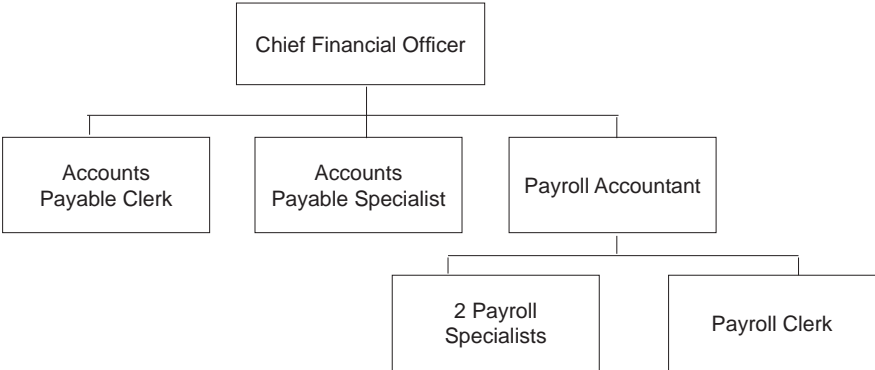 Chief Financial Officer
Accounts
Payable Clerk
Accounts
Payable Specialist
Payroll Accountant
2 Payroll
Specialists
Payroll Clerk